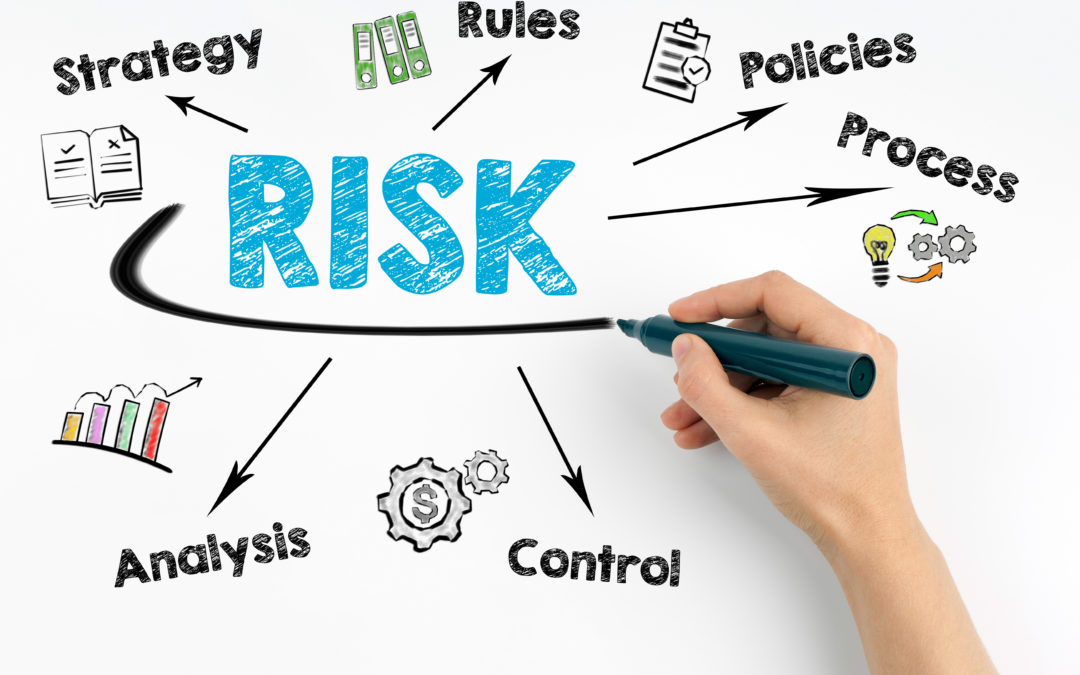 Rules
Strategy
Policies
Process
RISK
Analysis
$
Control